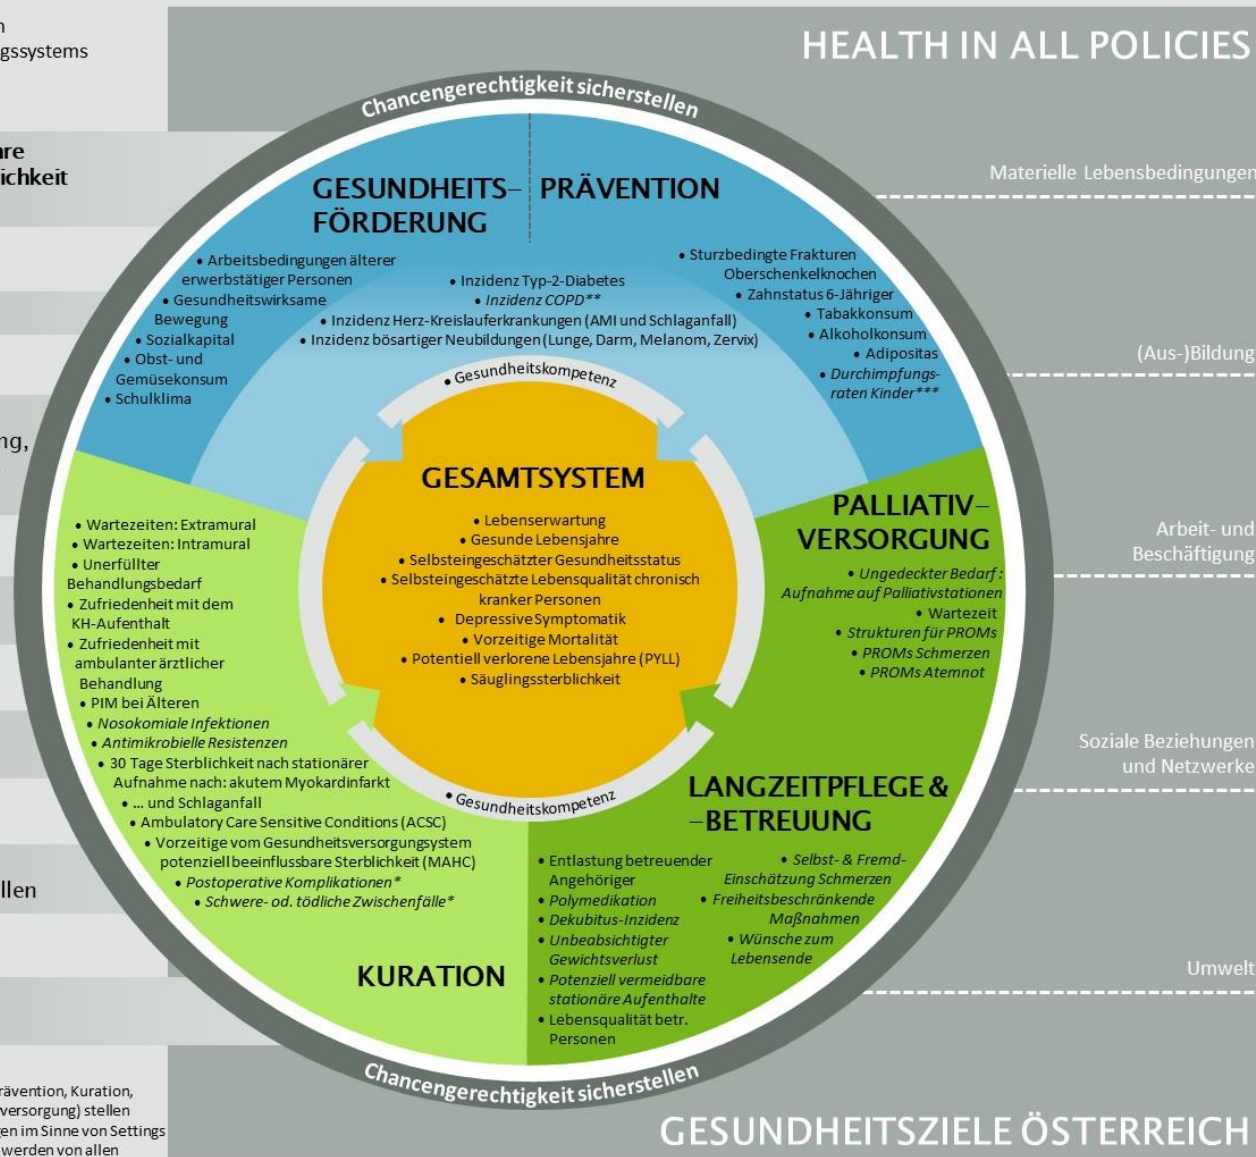 gssystems
HEALTH IN ALL POLICIES
Chancengerechtigkeit sicherstellen
GESUNDHEITS-
FÖRDERUNG
• Arbeitsbedingungen älterer
erwerbstätiger Personen
• Gesundheitswirksame
Bewegung
• Sozialkapital
• Obst- und
Gemüsekonsum
• Schulklima
PRÄVENTION
• Inzidenz Typ-2-Diabetes
• Inzidenz COPD**
• Inzidenz Herz-Kreislauferkrankungen (AMI und Schlaganfall)
• Inzidenz bösartiger Neubildungen (Lunge, Darm, Melanom, Zervix)
• Sturzbedingte Frakturen
Oberschenkelknochen
• Zahnstatus 6-Jähriger
• Tabakkonsum
• Alkoholkonsum
• Adipositas
• Durchimpfungs-
raten Kinder***
• Gesundheitskompetenz
GESAMTSYSTEM
• Lebenserwartung
• Gesunde Lebensjahre
• Selbsteingeschätzter Gesundheitsstatus
• Selbsteingeschätzte Lebensqualität chronisch
kranker Personen
• Depressive Symptomatik
• Vorzeitige Mortalität
• Potentiell verlorene Lebensjahre (PYLL)
• Säuglingssterblichkeit
• Gesundheitskompetenz
PALLIATIV-
VERSORGUNG
• Ungedeckter Bedarf:
Aufnahme auf Palliativstationen
• Wartezeit
• Strukturen für PROMs
• PROMs Schmerzen
• PROMs Atemnot
• Wartezeiten: Extramural
• Wartezeiten: Intramural
• Unerfüllter
Behandlungsbedarf
• Zufriedenheit mit dem
KH-Aufenthalt
• Zufriedenheit mit
ambulanter ärztlicher
Behandlung
• PIM bei Älteren
• Nosokomiale Infektionen
• Antimikrobielle Resistenzen
• 30 Tage Sterblichkeit nach stationärer
Aufnahme nach: akutem Myokardinfarkt
• ... und Schlaganfall
• Ambulatory Care Sensitive Conditions (ACSC)
• Vorzeitige vom Gesundheitsversorgungsystem
potenziell beeinflussbare Sterblichkeit (MAHC)
• Postoperative Komplikationen*
• Schwere- od. tödliche Zwischenfälle*
KURATION
LANGZEITPFLEGE &
-BETREUUNG
• Entlastung betreuender
Angehöriger
• Polymedikation
• Dekubitus-Inzidenz
• Unbeabsichtigter
Gewichtsverlust
• Potenziell vermeidbare
stationäre Aufenthalte
• Lebensqualität betr.
Personen
• Selbst- & Fremd-
Einschätzung Schmerzen
• Freiheitsbeschränkende
Maßnahmen
• Wünsche zum
Lebensende
Chancengerechtigkeit sicherstellen
Materielle Lebensbedingungen
(Aus-)Bildung
Arbeit- und
Beschäftigung
Soziale Beziehungen
und Netzwerke
Umwelt
GESUNDHEITSZIELE ÖSTERREICH
re
ichkeit
ng,
llen
rävention, Kuration,
versorgung) stellen
gen im Sinne von Settings
werden von allen